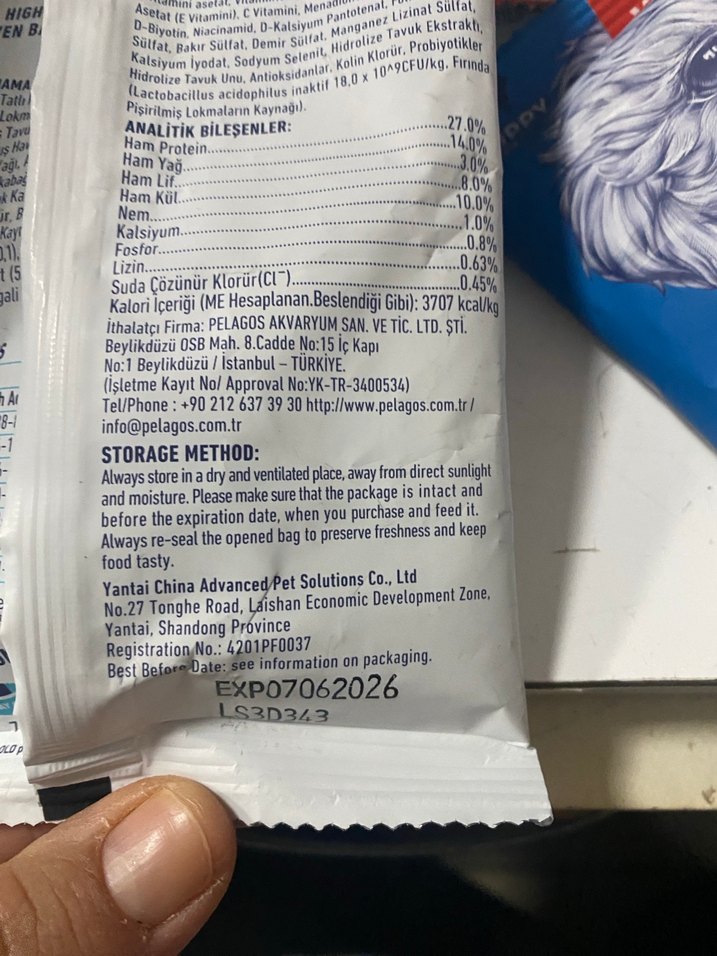 HIGH
Asetat (E Vitamini), C Vitamini,
D-Biyotin, Niacinamid, D-Kalsiyum Pantotenat,
Sülfat, Bakır Sülfat, Demir Sülfat, Manganez Lizinat Sülfat,
Kalsiyum İyodat, Sodyum Selenit, Hidrolize Tavuk Ekstraktı,
Hidrolize Tavuk Unu, Antioksidanlar, Kolin Klorür, Probiyotikler
(Lactobacillus acidophilus inaktif 18,0 x 10^9CFU/kg, Fırında
Pişirilmiş Lokmaların Kaynağı).
ANALİTİK BİLEŞENLER:
Ham Protein...27.0%
Ham Yağ...14.0%
Ham Lif...3.0%
Ham Kül...8.0%
Nem...10.0%
Kalsiyum...1.0%
Fosfor...0.8%
Lizin...0.63%
Suda Çözünür Klorür(Cl⁻)...0.45%
Kalori İçeriği (ME Hesaplanan.Beslendiği Gibi): 3707 kcal/kg
İthalatçı Firma: PELAGOS AKVARYUM SAN. VE TİC. LTD. ŞTİ.
Beylikdüzü OSB Mah. 8.Cadde No:15 İç Kapı
No:1 Beylikdüzü / İstanbul – TÜRKİYE.
(İşletme Kayıt No/ Approval No:YK-TR-3400534)
Tel/Phone : +90 212 637 39 30 http://www.pelagos.com.tr /
info@pelagos.com.tr
STORAGE METHOD:
Always store in a dry and ventilated place, away from direct sunlight
and moisture. Please make sure that the package is intact and
before the expiration date, when you purchase and feed it.
Always re-seal the opened bag to preserve freshness and keep
food tasty.
Yantai China Advanced Pet Solutions Co., Ltd
No.27 Tonghe Road, Laishan Economic Development Zone,
Yantai, Shandong Province
Registration No.: 4201PF0037
Best Before Date: see information on packaging.
EXP07062026
LS3D343